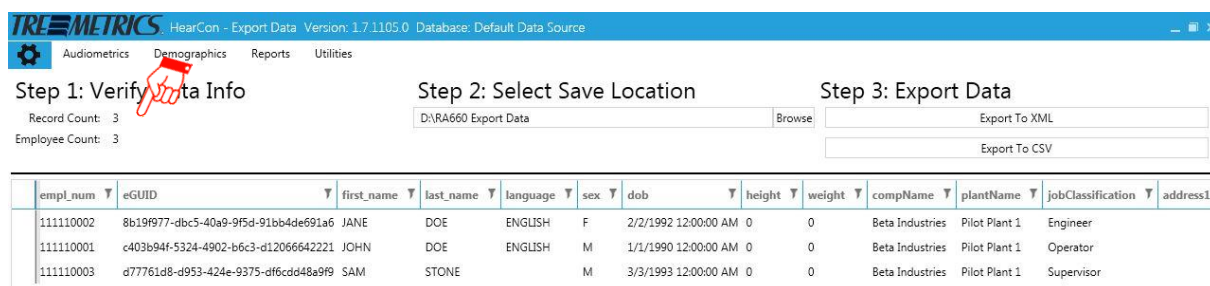 TREMETRICS. HearCon - Export Data Version: 1.7.1105.0 Database: Default Data Source
Audiometrics Demographics Reports Utilities
Step 1: Verify ta Info Step 2: Select Save Location Step 3: Export Data
Record Count: 3 D:\RA660 Export Data Browse Export To XML
Employee Count: 3 Export To CSV
empl_num eGUID first_name last_name language sex dob height weight compName plantName jobClassification address1
111110002 8b19f977-dbc5-40a9-9f5d-91bb4de691a6 JANE DOE ENGLISH F 2/2/1992 12:00:00 AM 0 0 Beta Industries Pilot Plant 1 Engineer
111110001 c403b94f-5324-4902-b6c3-d12066642221 JOHN DOE ENGLISH M 1/1/1990 12:00:00 AM 0 0 Beta Industries Pilot Plant 1 Operator
111110003 d77761d8-d953-424e-9375-df6cdd48a9f9 SAM STONE M 3/3/1993 12:00:00 AM 0 0 Beta Industries Pilot Plant 1 Supervisor